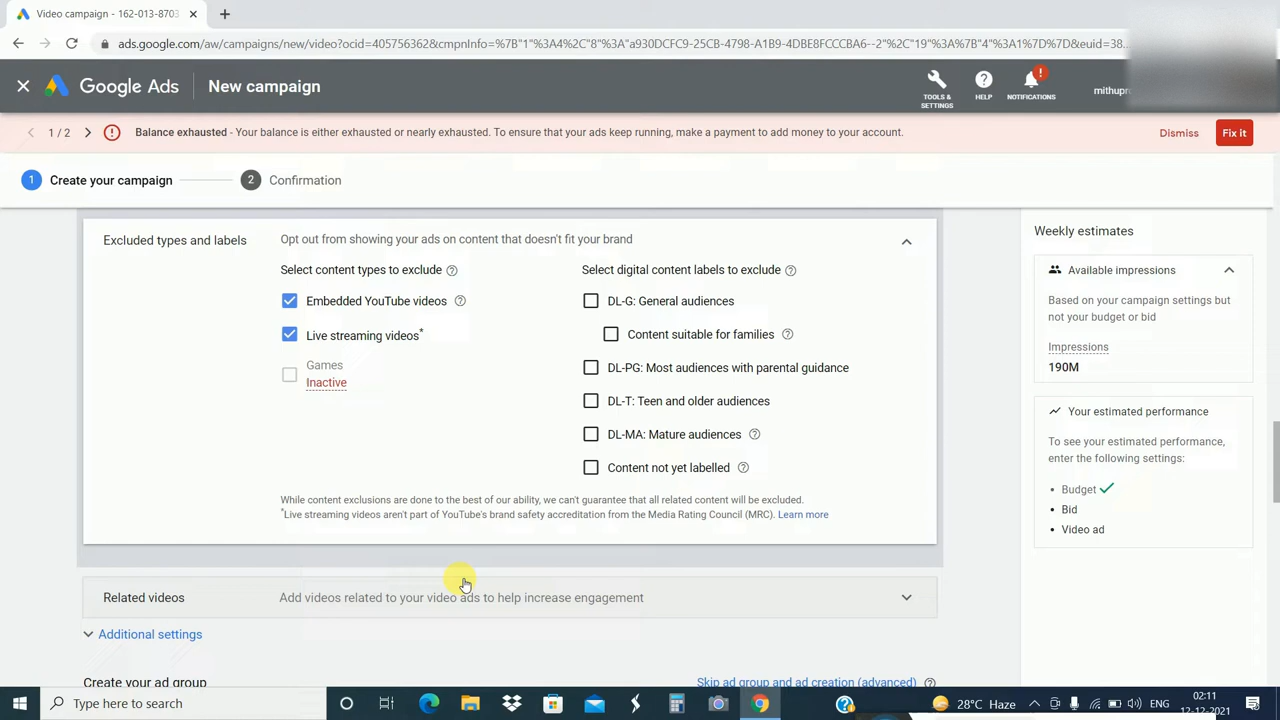 Video campaign - 162-013-8703
ads.google.com/aw/campaigns/new/video?ocid=405756362&cmpnInfo=%7B"1"%3A4%2C"8"%3A"a930DCFC9-25CB-4798-A1B9-4DBE8FCCCBA6--2"%2C"19"%3A%7B"4"%3A1%7D%7D&euid=38...
Google Ads New campaign
TOOLS & SETTINGS
HELP
NOTIFICATIONS
mithupro
1 / 2 Balance exhausted - Your balance is either exhausted or nearly exhausted. To ensure that your ads keep running, make a payment to add money to your account. Dismiss Fix it
1 Create your campaign 2 Confirmation
Excluded types and labels
Opt out from showing your ads on content that doesn't fit your brand
Select content types to exclude
Embedded YouTube videos
Live streaming videos*
Games
Inactive
Select digital content labels to exclude
DL-G: General audiences
Content suitable for families
DL-PG: Most audiences with parental guidance
DL-T: Teen and older audiences
DL-MA: Mature audiences
Content not yet labelled
While content exclusions are done to the best of our ability, we can't guarantee that all related content will be excluded.
*Live streaming videos aren't part of YouTube's brand safety accreditation from the Media Rating Council (MRC). Learn more
Related videos Add videos related to your video ads to help increase engagement
Additional settings
Create your ad group Skip ad group and ad creation (advanced)
Weekly estimates
Available impressions
Based on your campaign settings but
not your budget or bid
Impressions
190M
Your estimated performance
To see your estimated performance,
enter the following settings:
• Budget
• Bid
• Video ad
Type here to search
28°C Haze
ENG
02:11
12-12-2021